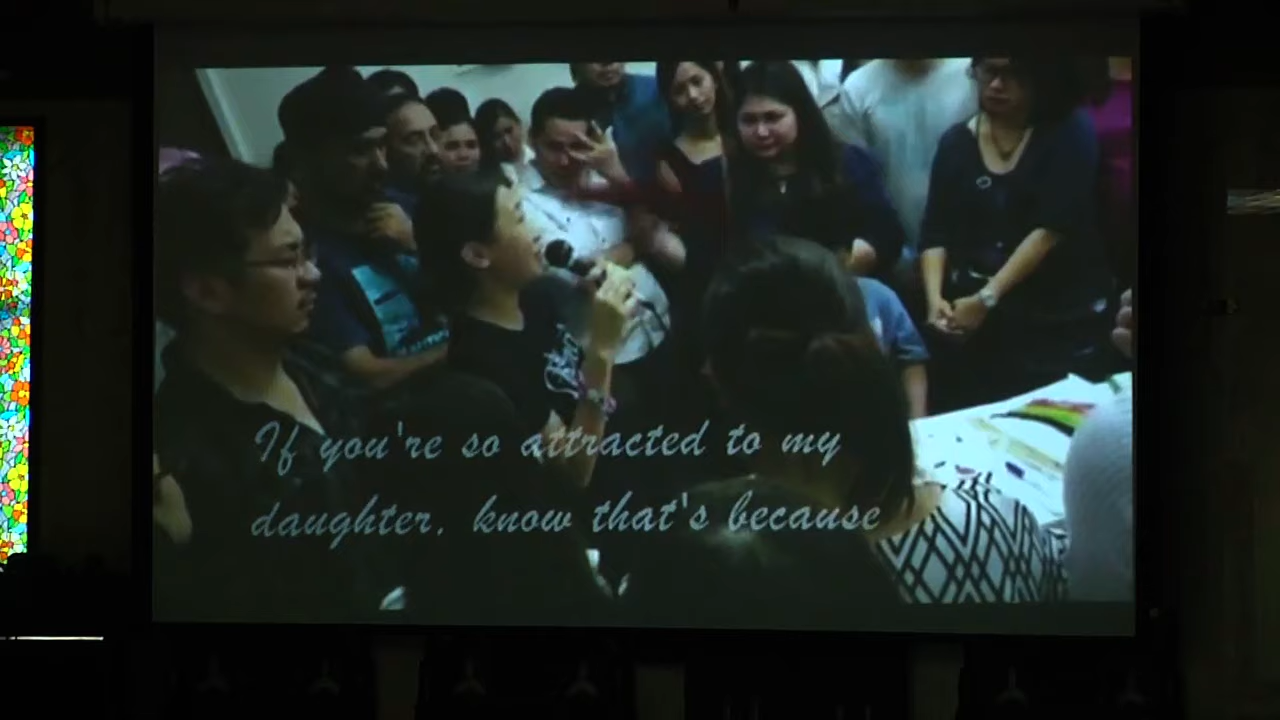 If you're so attracted to my
daughter, know that's because